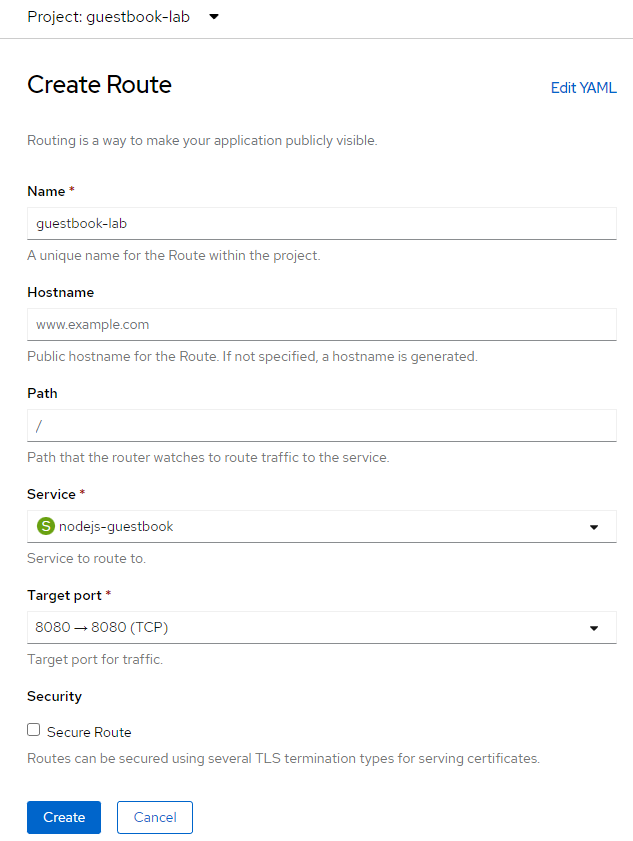 Project: guestbook-lab
Create Route
Edit YAML
Routing is a way to make your application publicly visible.
Name *
guestbook-lab
A unique name for the Route within the project.
Hostname
www.example.com
Public hostname for the Route. If not specified, a hostname is generated.
Path
/
Path that the router watches to route traffic to the service.
Service *
S nodejs-guestbook
Service to route to.
Target port *
8080 → 8080 (TCP)
Target port for traffic.
Security
Secure Route
Routes can be secured using several TLS termination types for serving certificates.
Create
Cancel